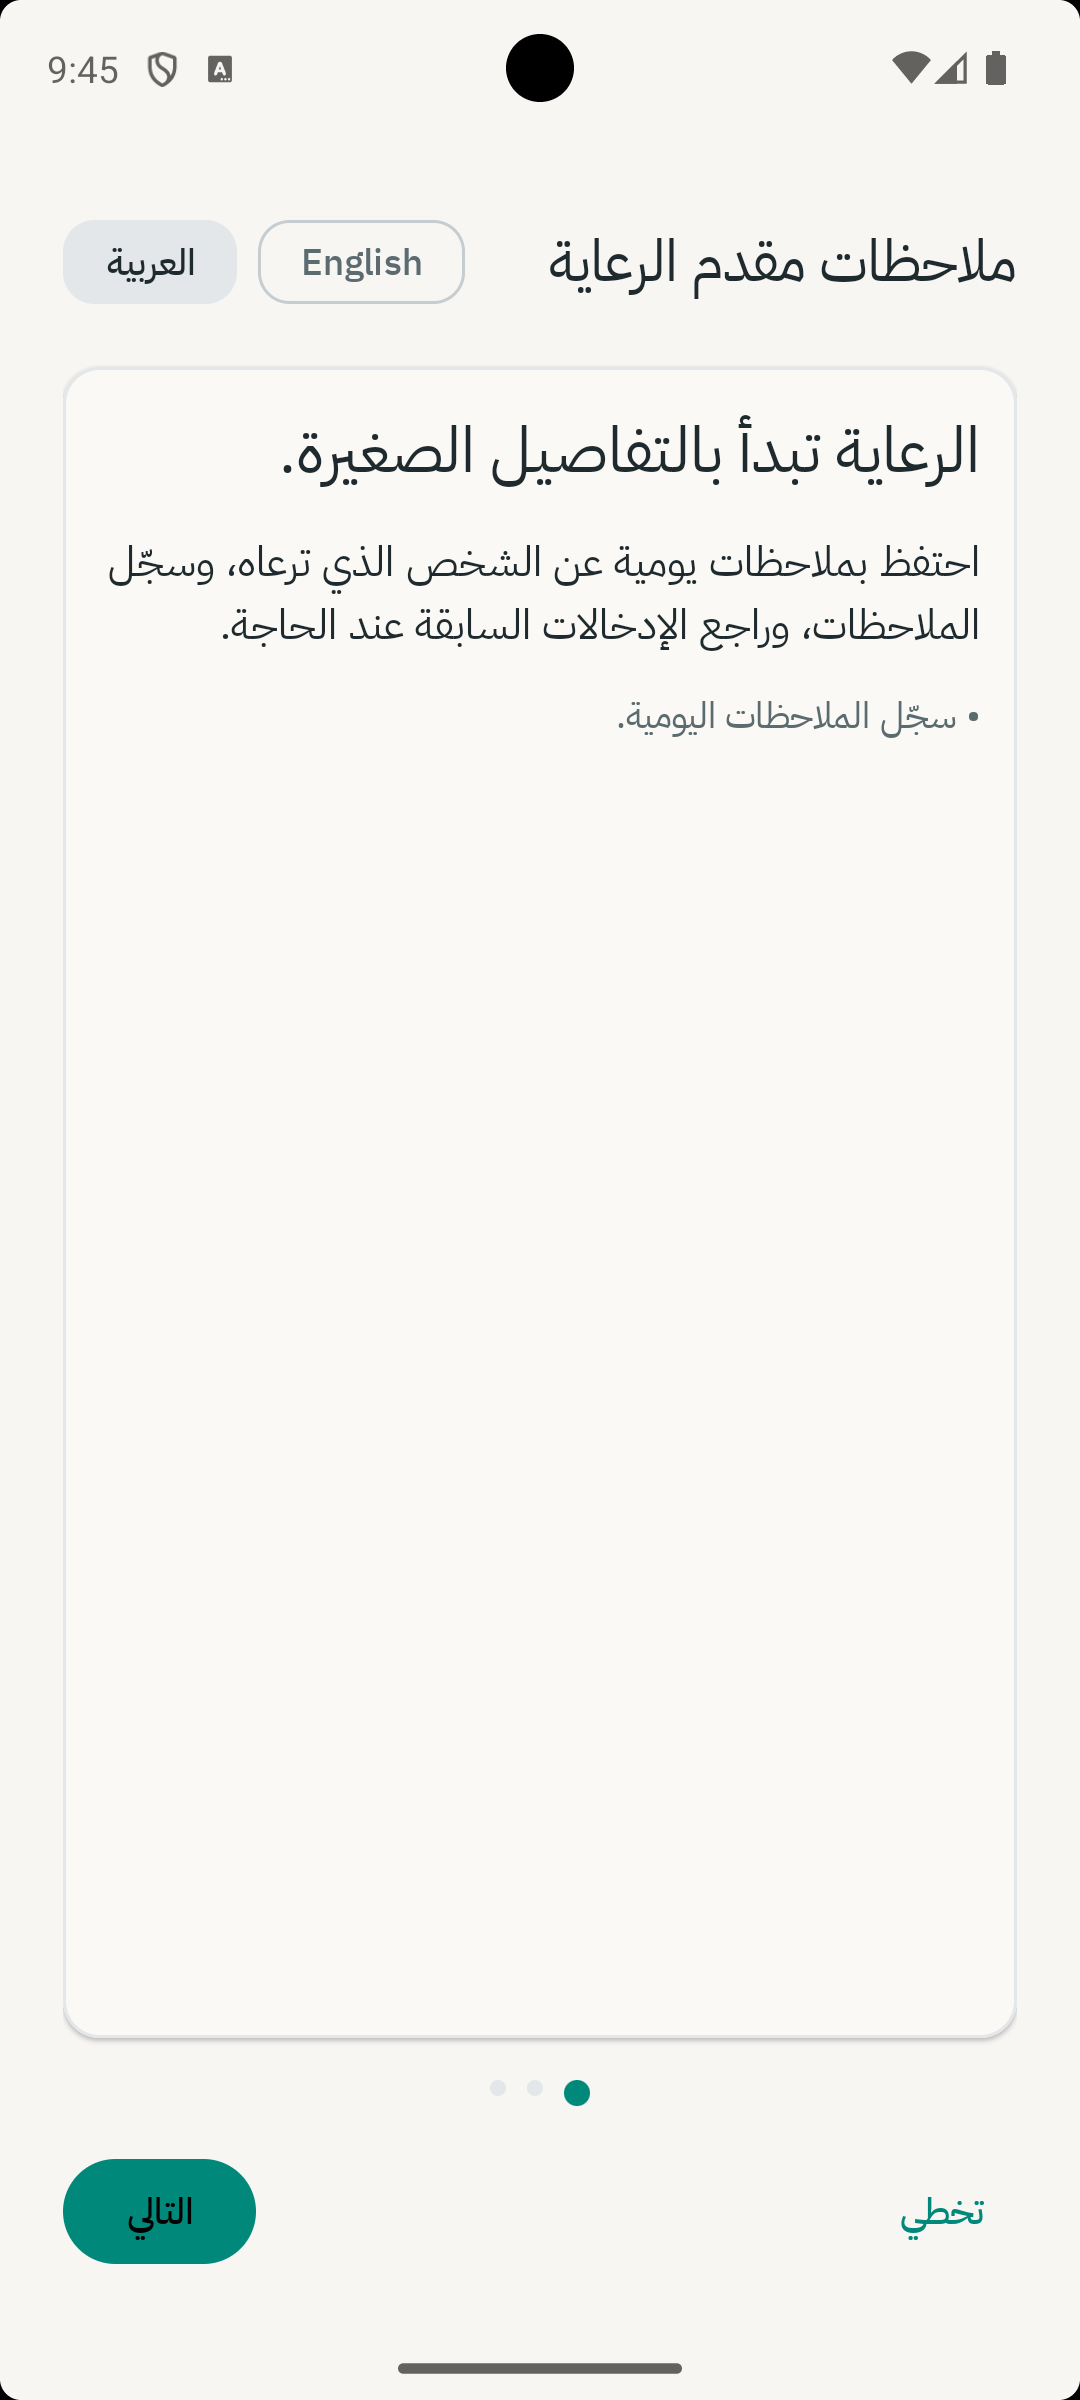 9:45
ملاحظات مقدم الرعاية
English
العربية
الرعاية تبدأ بالتفاصيل الصغيرة.
احتفظ بملاحظات يومية عن الشخص الذي ترعاه، وسجّل
الملاحظات، وراجع الإدخالات السابقة عند الحاجة.
• سجّل الملاحظات اليومية.
تخطي
التالي